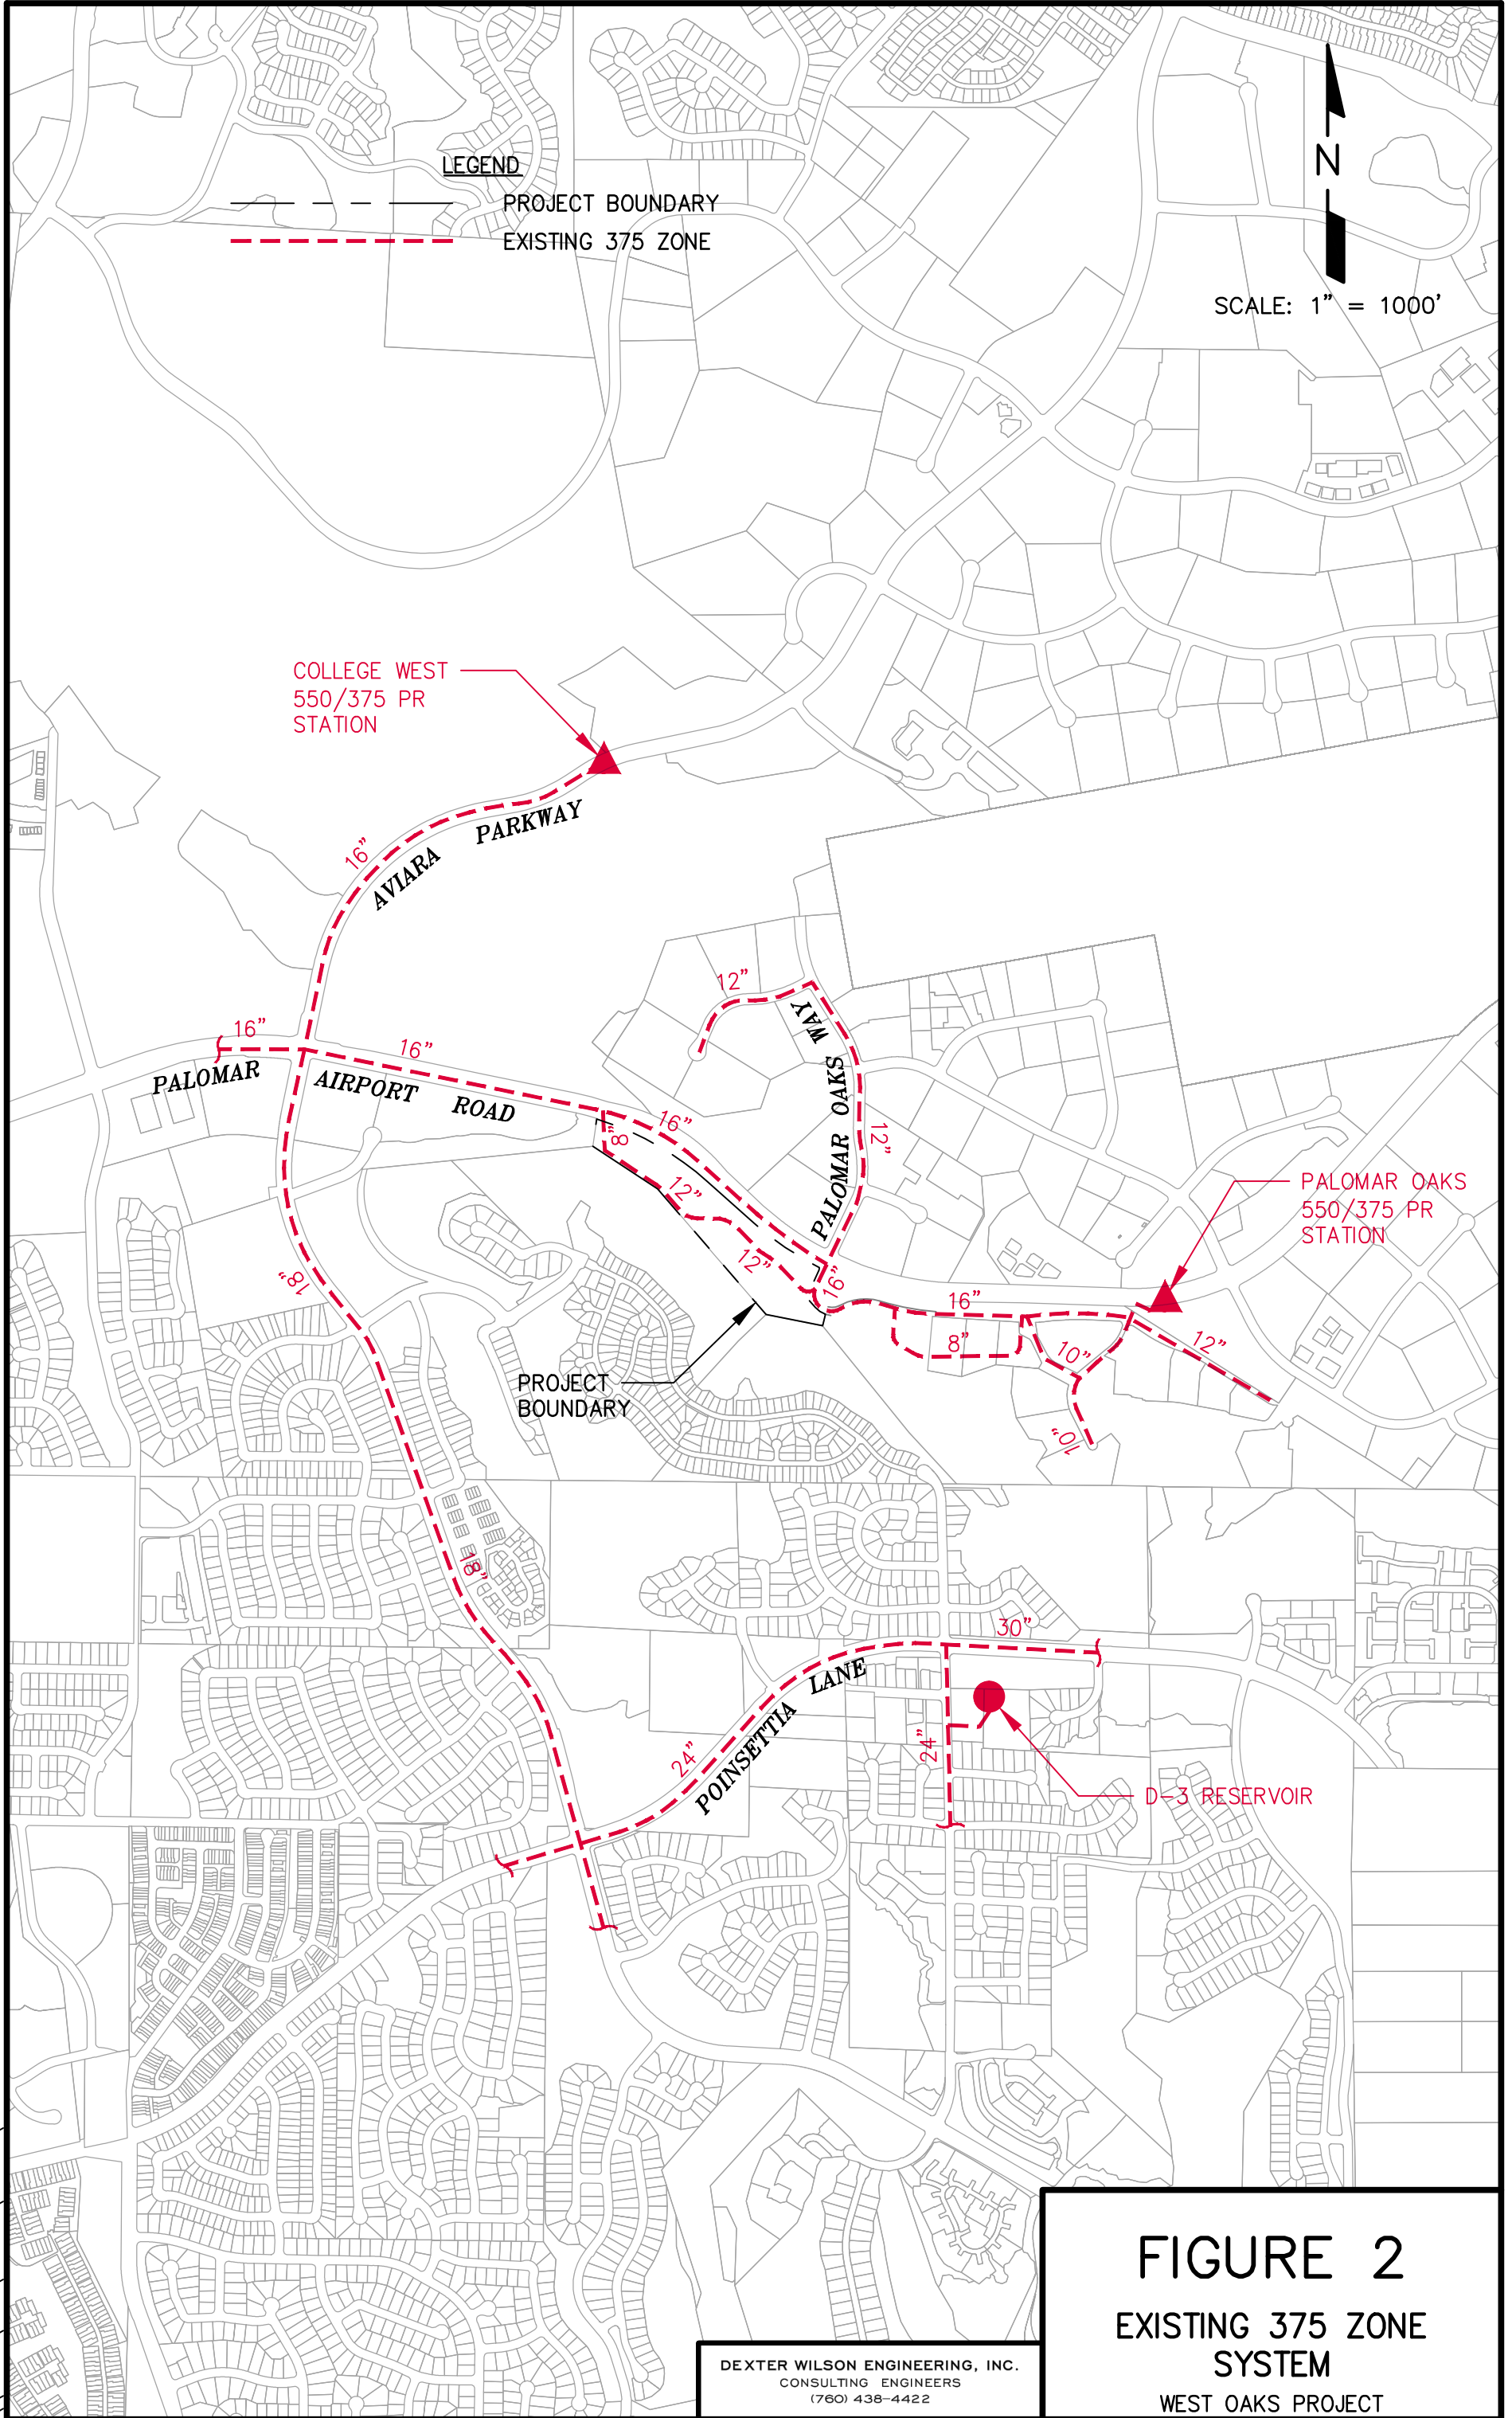 LEGEND
PROJECT BOUNDARY
EXISTING 375 ZONE
N
SCALE: 1" = 1000'
COLLEGE WEST
550/375 PR
STATION
16"
AVIARA PARKWAY
12"
16"
16"
PALOMAR AIRPORT ROAD
16"
8"
PALOMAR OAKS WAY
12"
12"
12"
16"
PALOMAR OAKS
550/375 PR
STATION
18"
16"
8"
10"
12"
10"
PROJECT
BOUNDARY
18"
30"
24"
POINSETTIA LANE
24"
D-3 RESERVOIR
FIGURE 2
EXISTING 375 ZONE
SYSTEM
WEST OAKS PROJECT
DEXTER WILSON ENGINEERING, INC.
CONSULTING ENGINEERS
(760) 438-4422